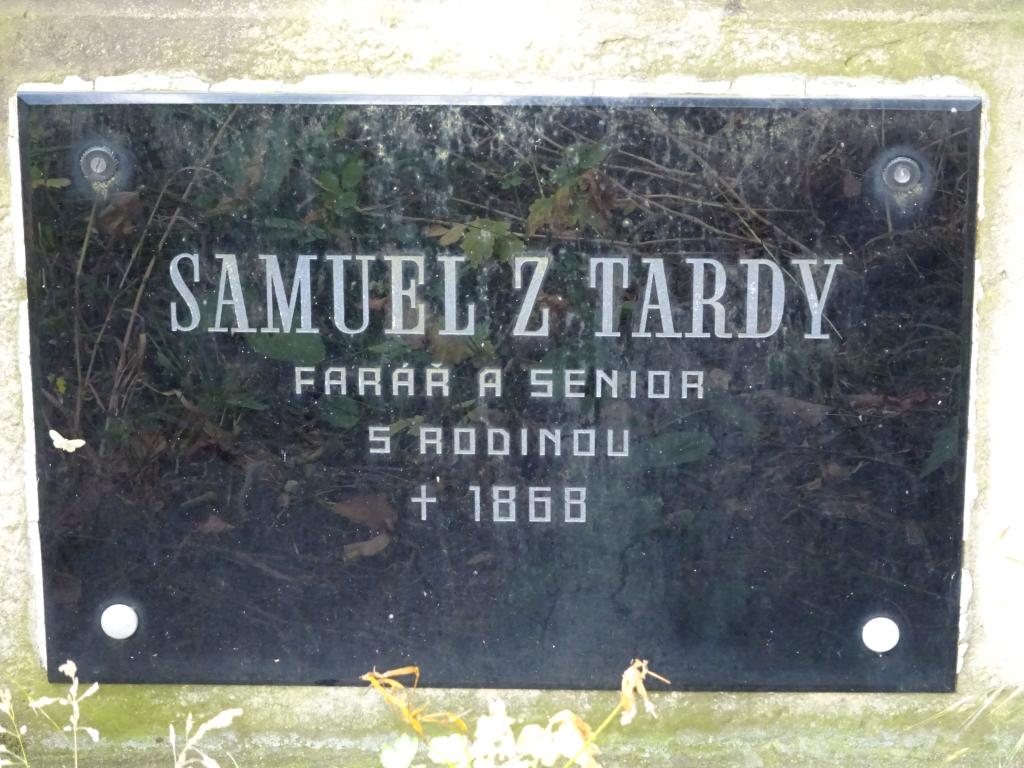 SAMUEL Z TARDY
FARÁŘ A SENIOR
S RODINOU
† 1868